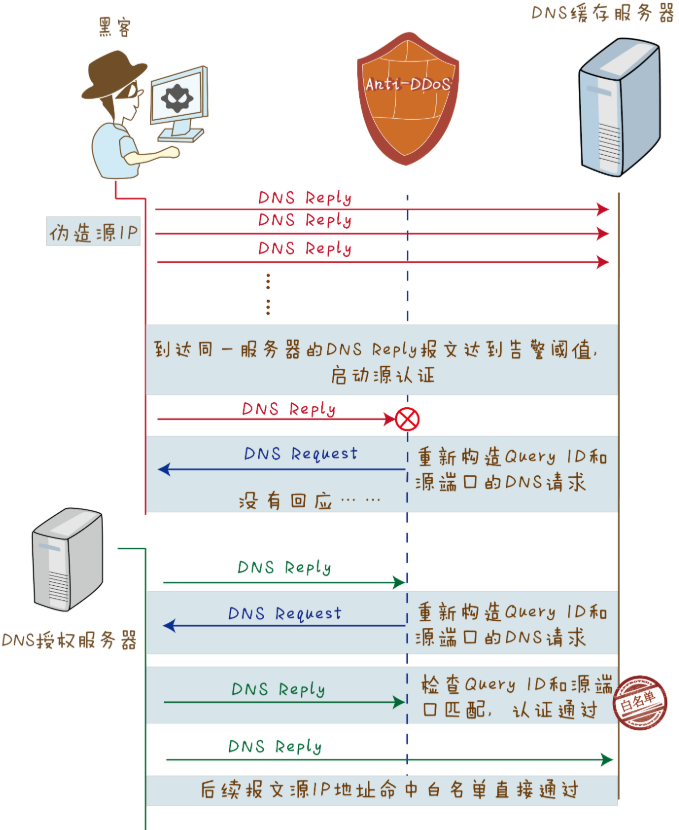 黑客
DNS缓存服务器
Anti-DDoS
DNS Reply
DNS Reply
伪造源IP
DNS Reply
到达同一服务器的DNS Reply报文达到告警阈值,
启动源认证
DNS Reply
DNS Request
重新构造Query ID和
源端口的DNS请求
没有回应……
DNS Reply
DNS授权服务器
DNS Request
重新构造Query ID和
源端口的DNS请求
DNS Reply
检查Query ID和源端
口匹配, 认证通过
白名单
DNS Reply
后续报文源IP地址命中白名单直接通过